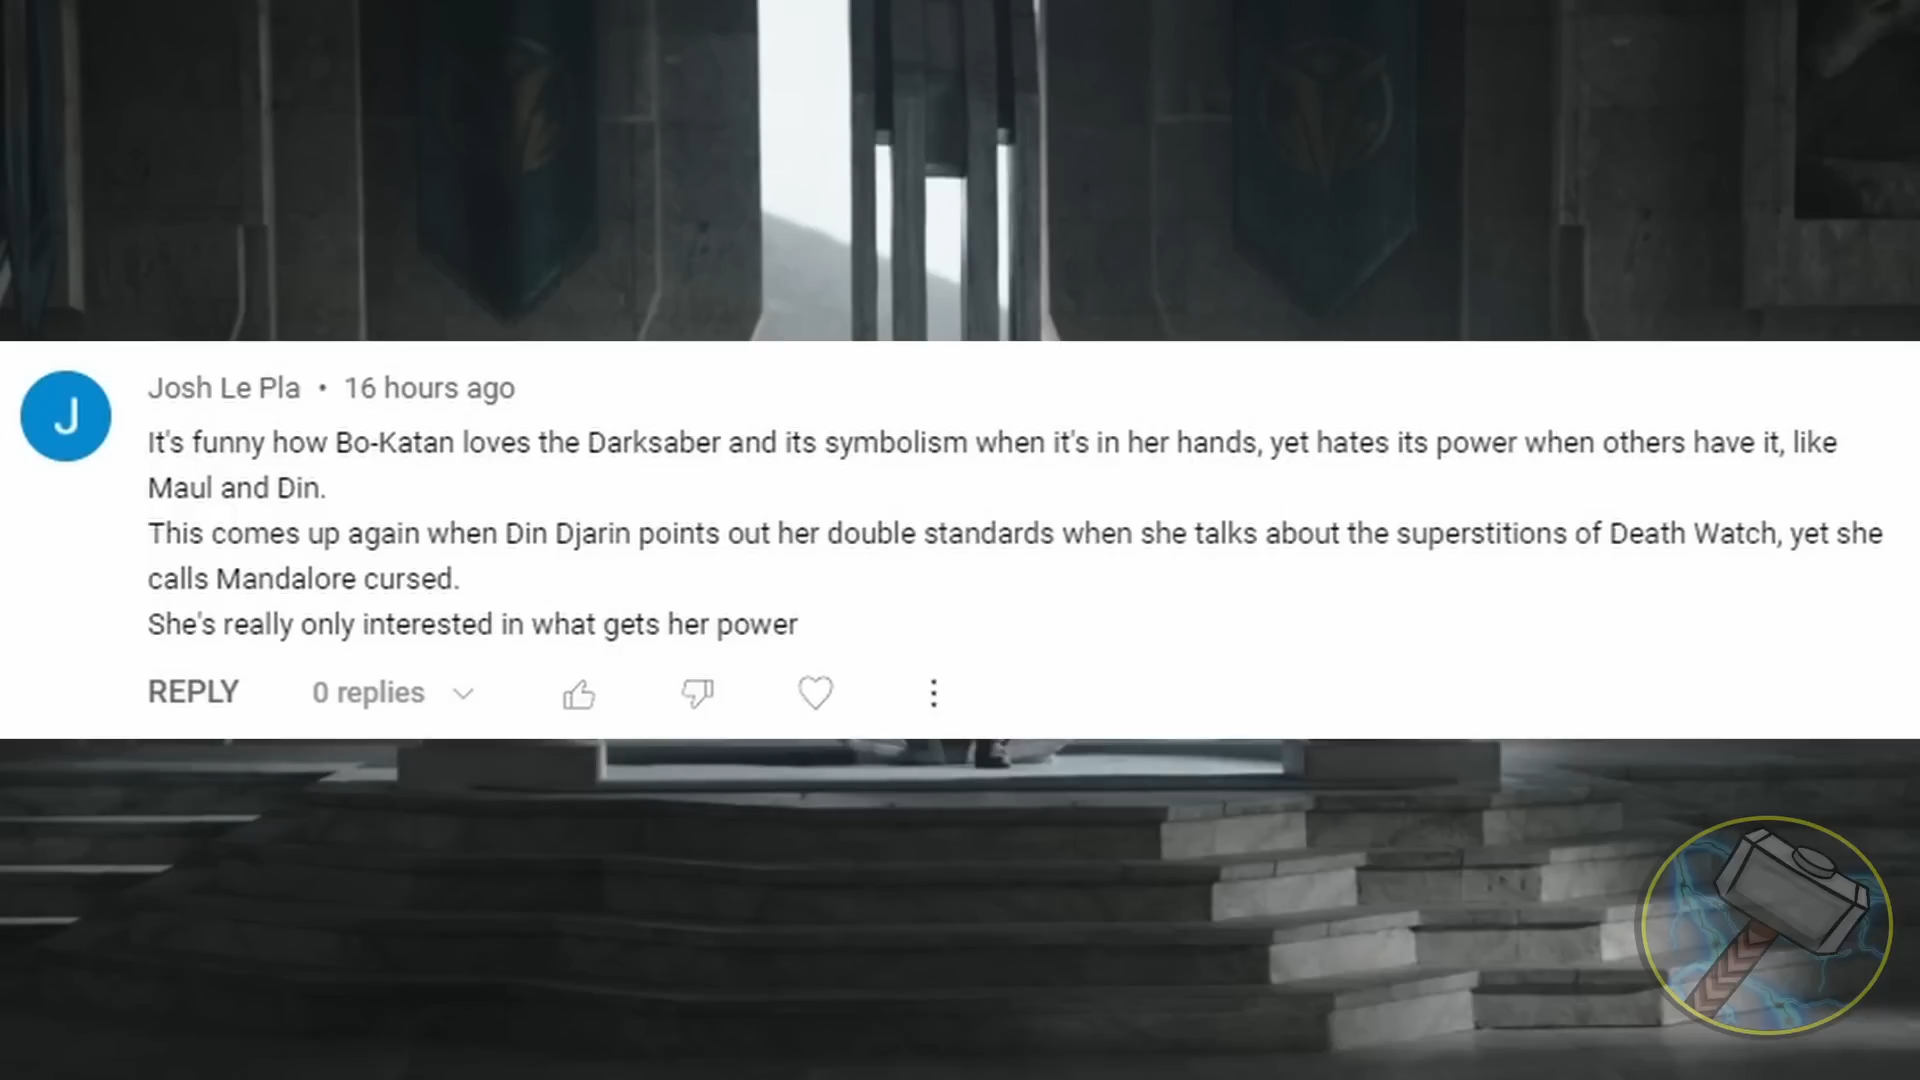 J
Josh Le Pla • 16 hours ago
It's funny how Bo-Katan loves the Darksaber and its symbolism when it's in her hands, yet hates its power when others have it, like
Maul and Din.
This comes up again when Din Djarin points out her double standards when she talks about the superstitions of Death Watch, yet she
calls Mandalore cursed.
She's really only interested in what gets her power
REPLY 0 replies